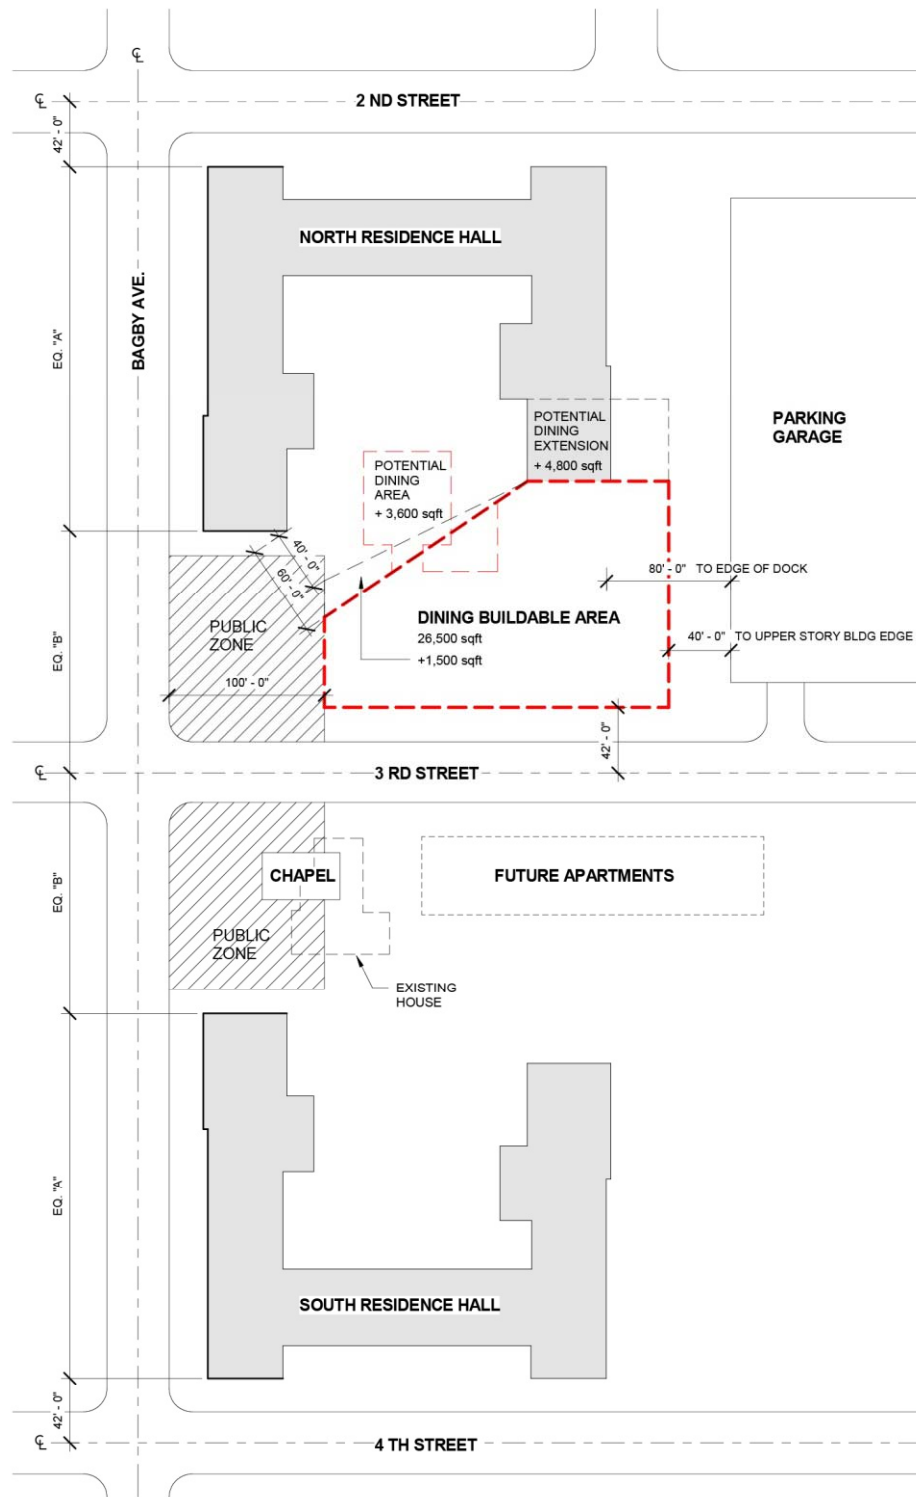 ℄
℄
2 ND STREET
42' - 0"
NORTH RESIDENCE HALL
BAGBY AVE.
EQ. "A"
PARKING
GARAGE
POTENTIAL
DINING
EXTENSION
+ 4,800 sqft
POTENTIAL
DINING
AREA
+ 3,600 sqft
40' - 0"
60' - 0"
80' - 0" TO EDGE OF DOCK
DINING BUILDABLE AREA
26,500 sqft
+1,500 sqft
PUBLIC
ZONE
40' - 0" TO UPPER STORY BLDG EDGE
EQ. "B"
100' - 0"
42' - 0"
℄
3 RD STREET
CHAPEL
FUTURE APARTMENTS
EQ. "B"
PUBLIC
ZONE
EXISTING
HOUSE
EQ. "A"
SOUTH RESIDENCE HALL
42' - 0"
℄
4 TH STREET